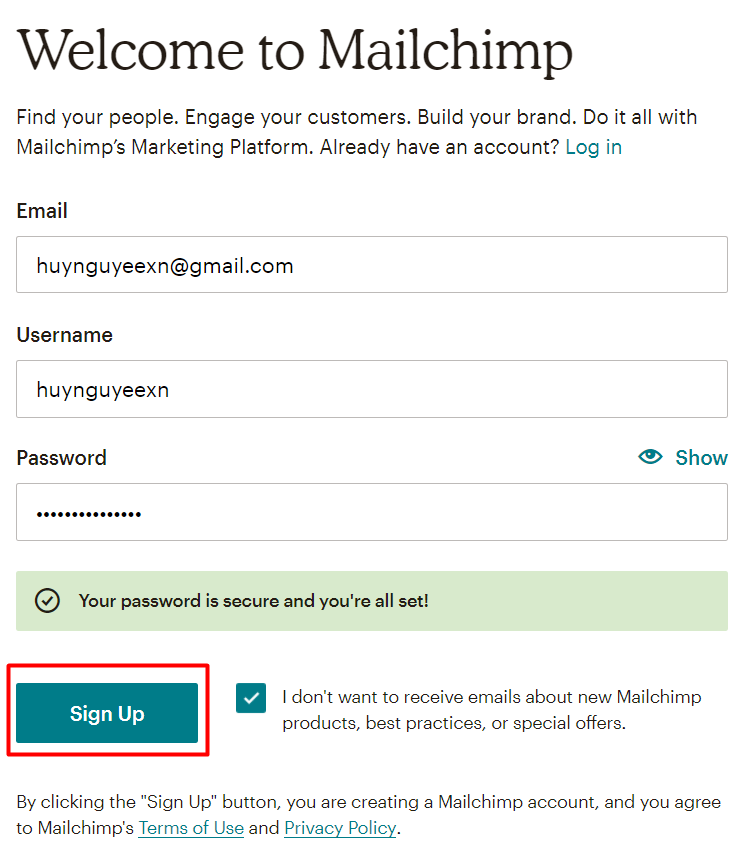 Welcome to Mailchimp
Find your people. Engage your customers. Build your brand. Do it all with
Mailchimp’s Marketing Platform. Already have an account? Log in
Email
huynguyeexn@gmail.com
Username
huynguyeexn
Password
Show
•••••••••••••••
Your password is secure and you're all set!
Sign Up
I don't want to receive emails about new Mailchimp
products, best practices, or special offers.
By clicking the "Sign Up" button, you are creating a Mailchimp account, and you agree
to Mailchimp's Terms of Use and Privacy Policy.